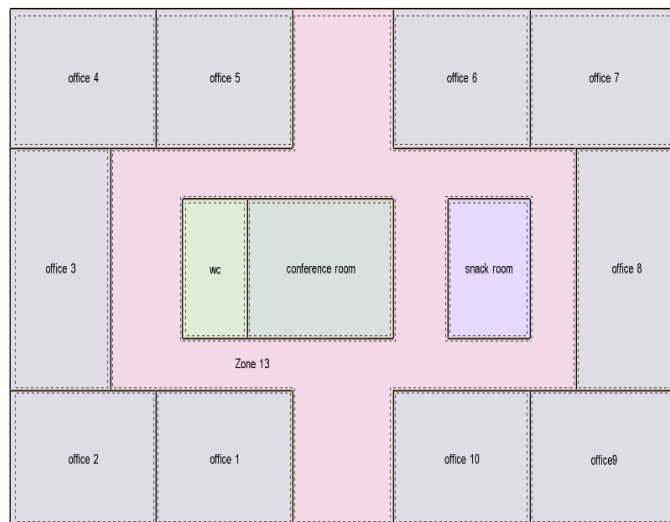 office 4
office 5
office 6
office 7
office 3
wc
conference room
snack room
office 8
Zone 13
office 2
office 1
office 10
office9